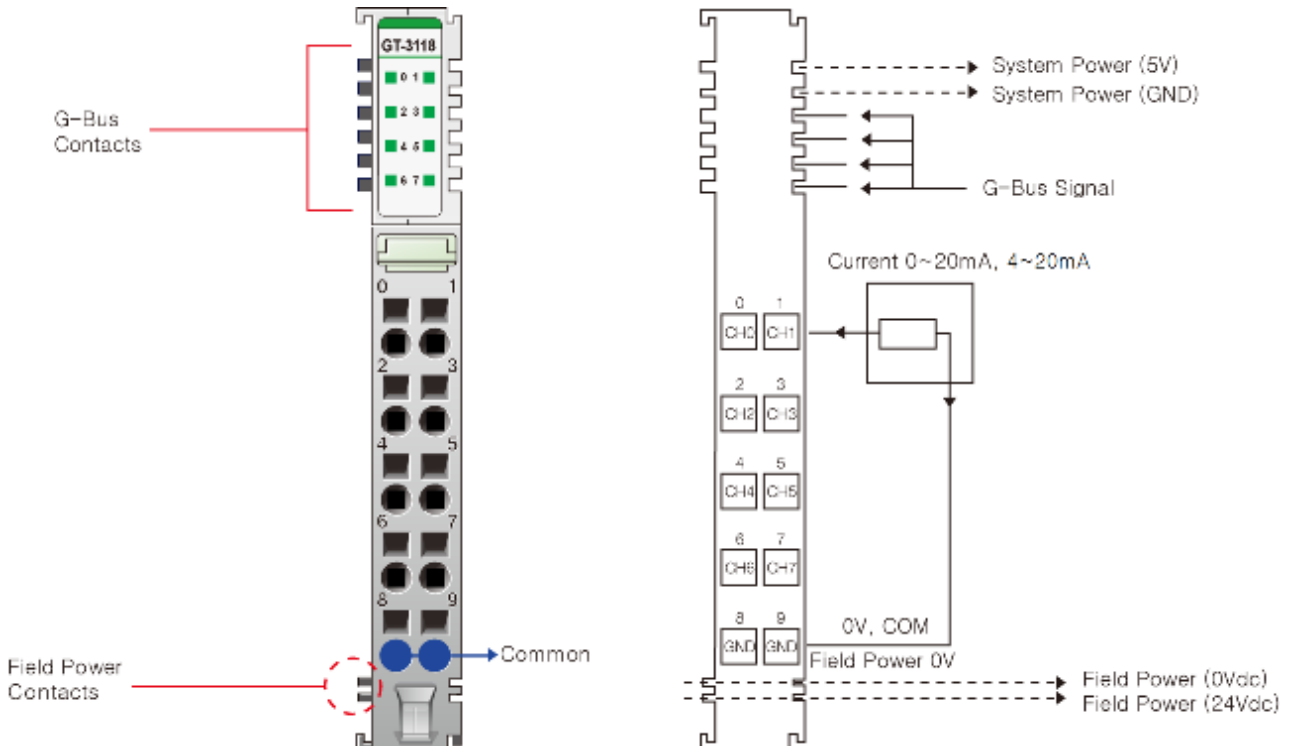 GT-3118
0 1
2 3
4 5
6 7
G-Bus
Contacts
0 1
2 3
4 5
6 7
8 9
Common
Field Power
Contacts
System Power (5V)
System Power (GND)
G-Bus Signal
Current 0~20mA, 4~20mA
0 1
CH0 CH1
2 3
CH2 CH3
4 5
CH4 CH5
6 7
CH6 CH7
8 9
GND GND
0V, COM
Field Power 0V
Field Power (0Vdc)
Field Power (24Vdc)